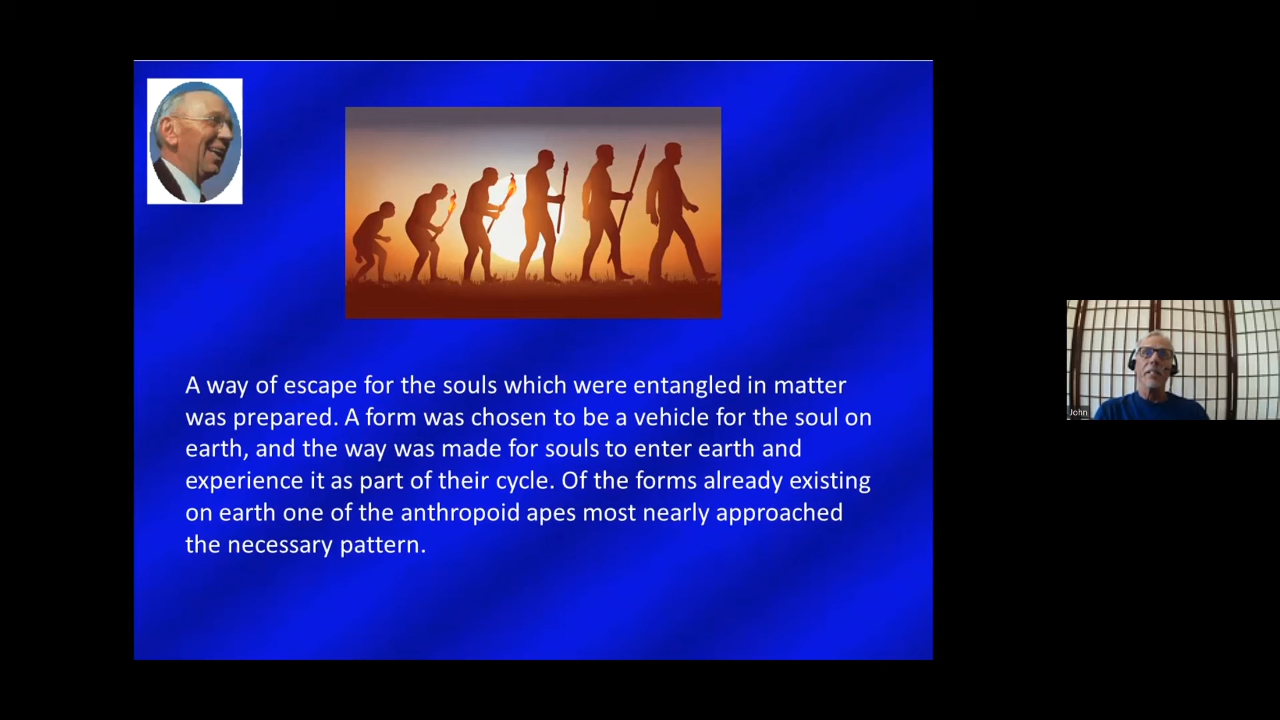 A way of escape for the souls which were entangled in matter
was prepared. A form was chosen to be a vehicle for the soul on
earth, and the way was made for souls to enter earth and
experience it as part of their cycle. Of the forms already existing
on earth one of the anthropoid apes most nearly approached
the necessary pattern.
John